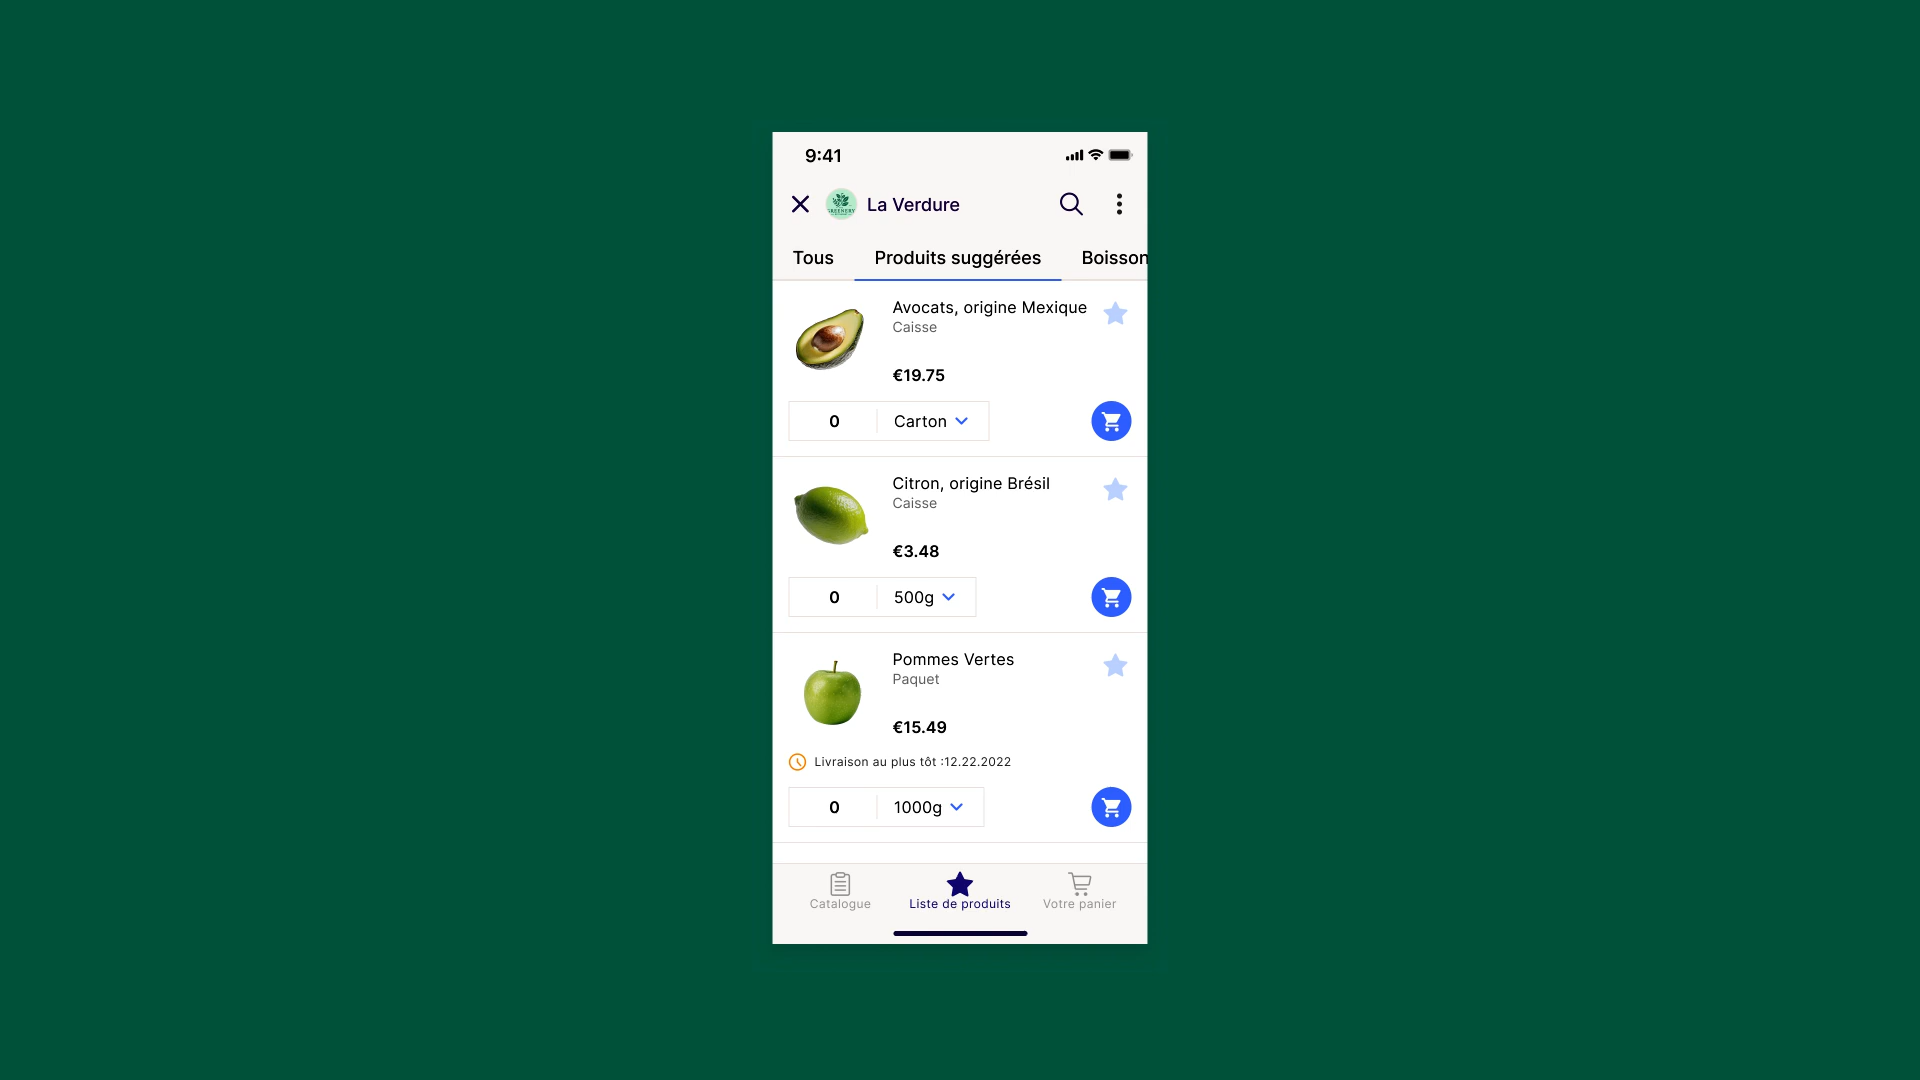 9:41
GREENERY
La Verdure
Tous
Produits suggérées
Boisson
Avocats, origine Mexique
Caisse
€19.75
0
Carton
Citron, origine Brésil
Caisse
€3.48
0
500g
Pommes Vertes
Paquet
€15.49
Livraison au plus tôt :12.22.2022
0
1000g
Catalogue
Liste de produits
Votre panier